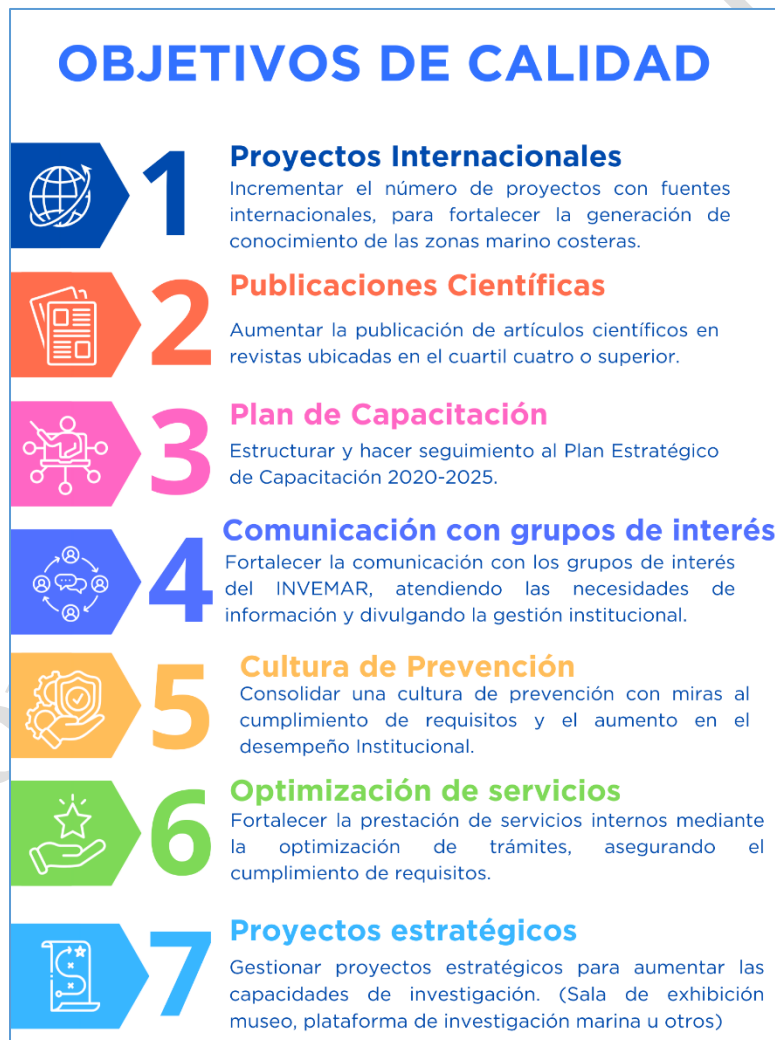 OBJETIVOS DE CALIDAD
1
Proyectos Internacionales
Incrementar el número de proyectos con fuentes
internacionales, para fortalecer la generación de
conocimiento de las zonas marino costeras.
2
Publicaciones Científicas
Aumentar la publicación de artículos científicos en
revistas ubicadas en el cuartil cuatro o superior.
3
Plan de Capacitación
Estructurar y hacer seguimiento al Plan Estratégico
de Capacitación 2020-2025.
4
Comunicación con grupos de interés
Fortalecer la comunicación con los grupos de interés
del INVEMAR, atendiendo las necesidades de
información y divulgando la gestión institucional.
5
Cultura de Prevención
Consolidar una cultura de prevención con miras al
cumplimiento de requisitos y el aumento en el
desempeño Institucional.
6
Optimización de servicios
Fortalecer la prestación de servicios internos mediante
la optimización de trámites, asegurando el
cumplimiento de requisitos.
7
Proyectos estratégicos
Gestionar proyectos estratégicos para aumentar las
capacidades de investigación. (Sala de exhibición
museo, plataforma de investigación marina u otros)